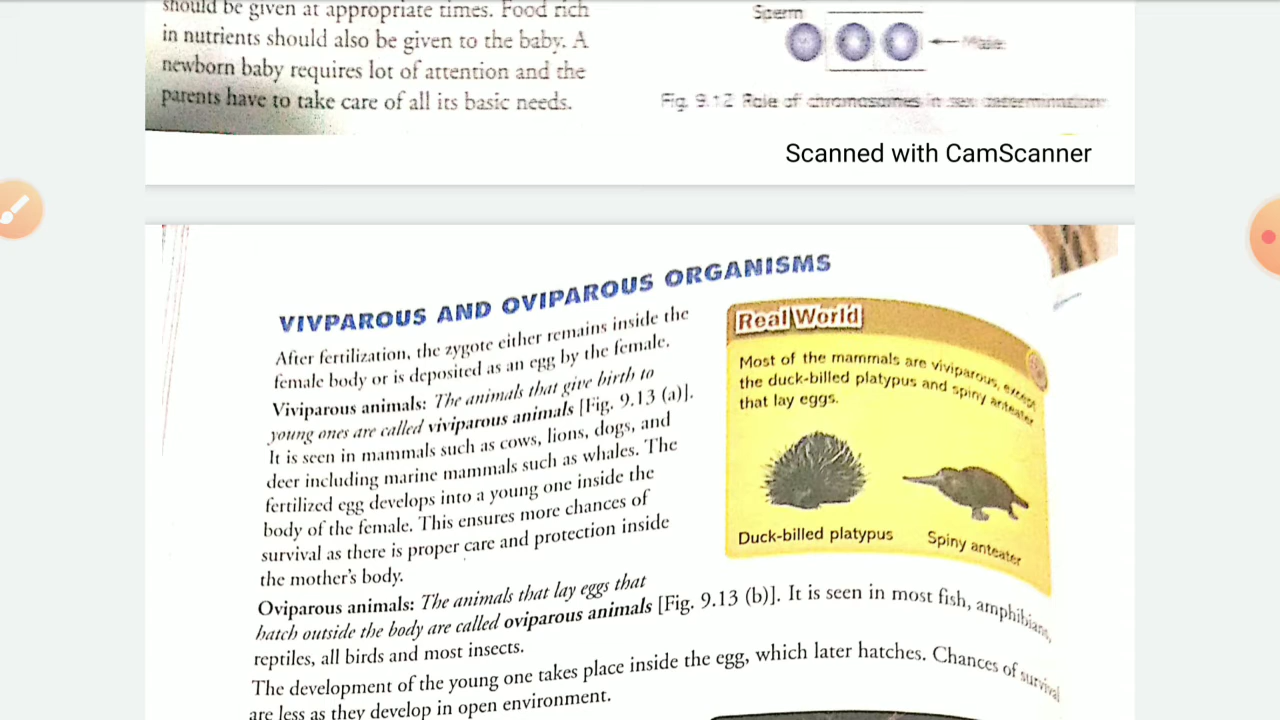 should be given at appropriate times. Food rich
in nutrients should also be given to the baby. A
newborn baby requires lot of attention and the
parents have to take care of all its basic needs.
Sperm
Male
Fig. 9.12 Role of chromosomes in sex determination
Scanned with CamScanner
VIVPAROUS AND OVIPAROUS ORGANISMS
After fertilization, the zygote either remains inside the
female body or is deposited as an egg by the female.
Viviparous animals: The animals that give birth to
young ones are called viviparous animals [Fig. 9.13 (a)].
It is seen in mammals such as cows, lions, dogs, and
deer including marine mammals such as whales. The
fertilized egg develops into a young one inside the
body of the female. This ensures more chances of
survival as there is proper care and protection inside
the mother's body.
Real World
Most of the mammals are viviparous, except
the duck-billed platypus and spiny anteater
that lay eggs.
Duck-billed platypus
Spiny anteater
Oviparous animals: The animals that lay eggs that
hatch outside the body are called oviparous animals [Fig. 9.13 (b)]. It is seen in most fish, amphibians,
reptiles, all birds and most insects.
The development of the young one takes place inside the egg, which later hatches. Chances of survival
are less as they develop in open environment.